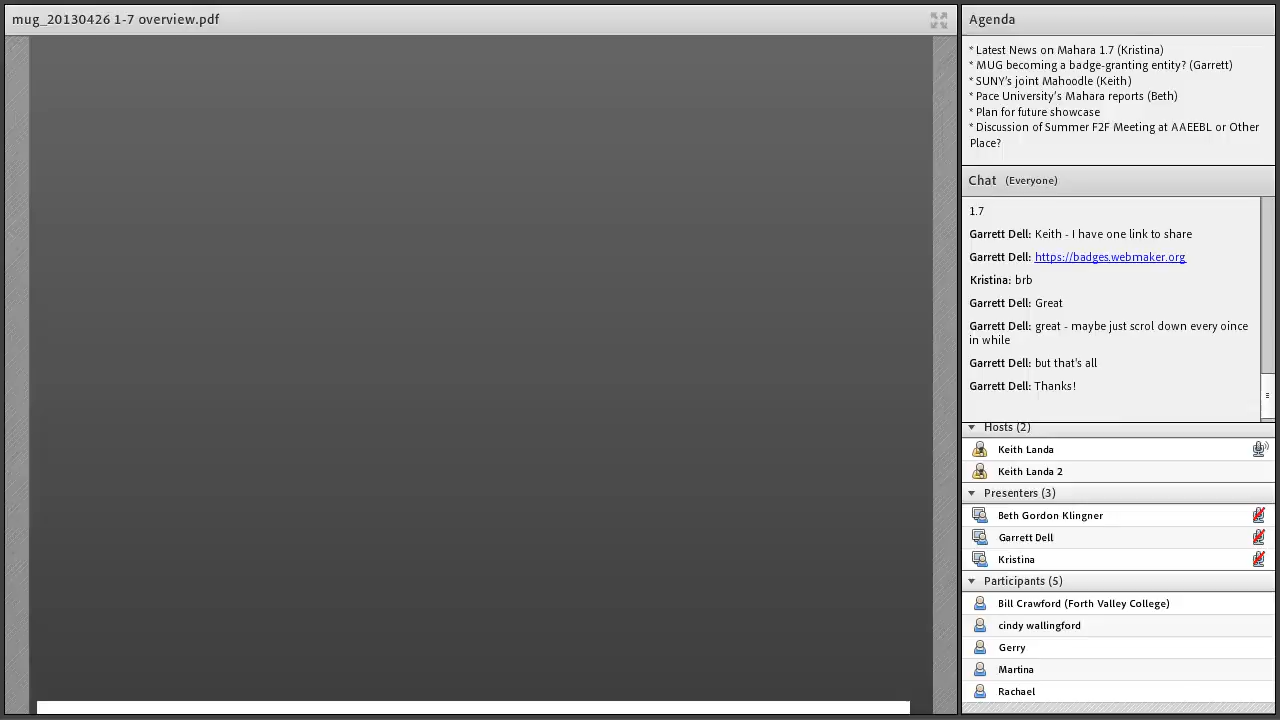 mug_20130426 1-7 overview.pdf
Agenda
* Latest News on Mahara 1.7 (Kristina)
* MUG becoming a badge-granting entity? (Garrett)
* SUNY's joint Mahoodle (Keith)
* Pace University's Mahara reports (Beth)
* Plan for future showcase
* Discussion of Summer F2F Meeting at AAEEBL or Other
Place?
Chat (Everyone)
1.7
Garrett Dell: Keith - I have one link to share
Garrett Dell: https://badges.webmaker.org
Kristina: brb
Garrett Dell: Great
Garrett Dell: great - maybe just scrol down every oince
in while
Garrett Dell: but that's all
Garrett Dell: Thanks!
Hosts (2)
Keith Landa
Keith Landa 2
Presenters (3)
Beth Gordon Klingner
Garrett Dell
Kristina
Participants (5)
Bill Crawford (Forth Valley College)
cindy wallingford
Gerry
Martina
Rachael